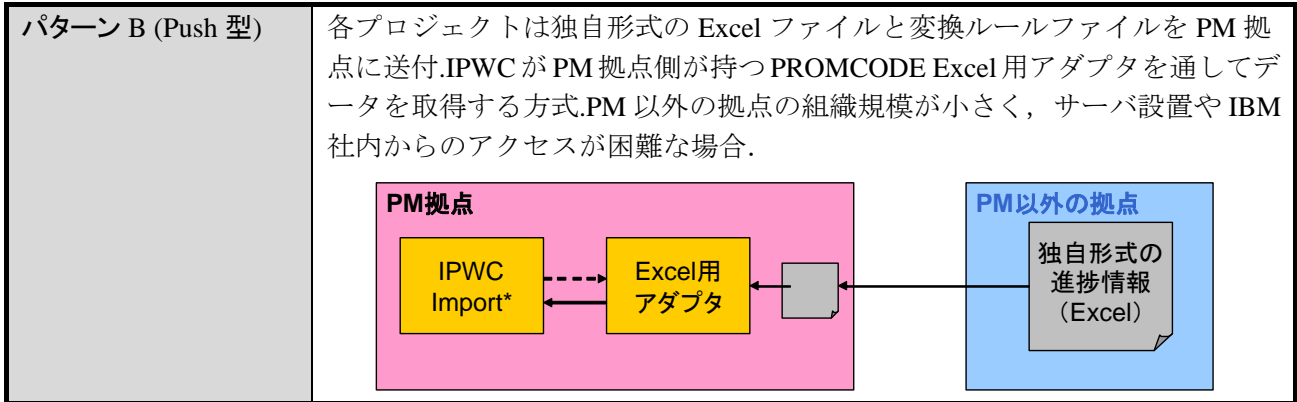 パターン B (Push 型)
各プロジェクトは独自形式の Excel ファイルと変換ルールファイルを PM 拠
点に送付.IPWC が PM 拠点側が持つ PROMCODE Excel 用アダプタを通してデ
ータを取得する方式.PM 以外の拠点の組織規模が小さく，サーバ設置や IBM
社内からのアクセスが困難な場合.
PM拠点
PM以外の拠点
IPWC
Import*
Excel用
アダプタ
独自形式の
進捗情報
（Excel）